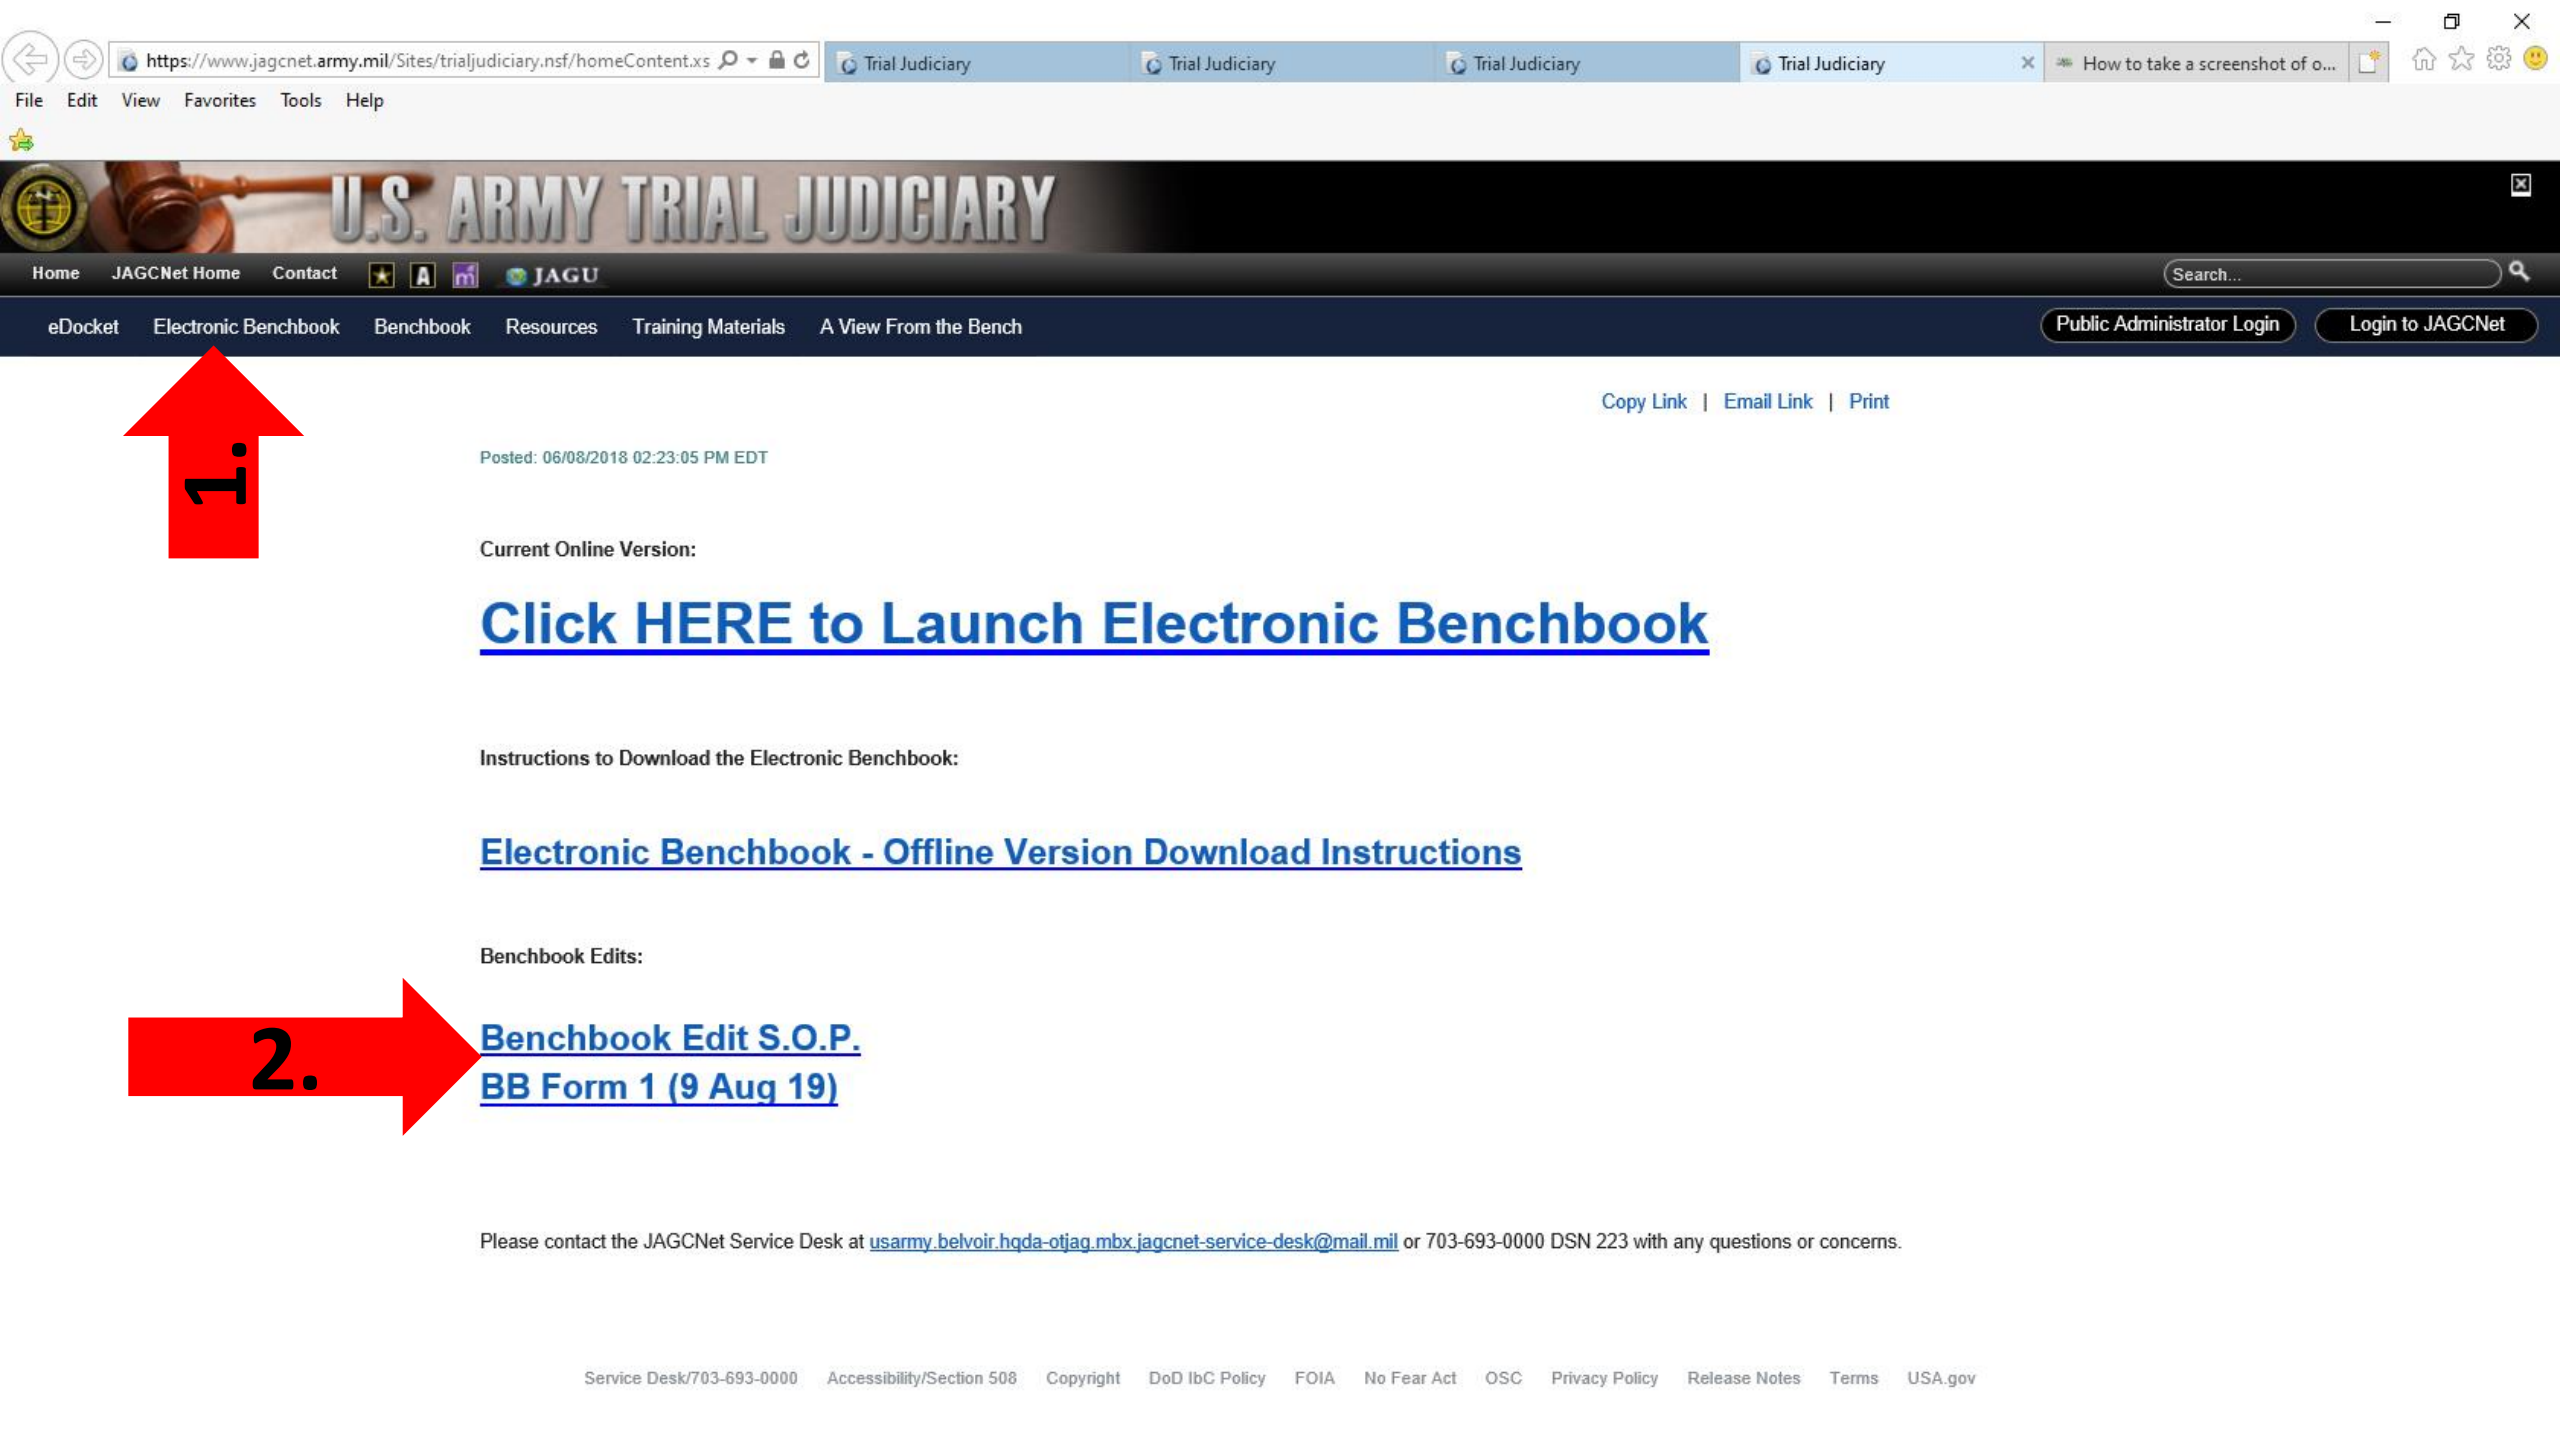 https://www.jagcnet.army.mil/Sites/trialjudiciary.nsf/homeContent.xs
Trial Judiciary
Trial Judiciary
Trial Judiciary
Trial Judiciary
How to take a screenshot of o...
File Edit View Favorites Tools Help
U.S. ARMY TRIAL JUDICIARY
Home JAGCNet Home Contact A m JAGU
Search...
eDocket Electronic Benchbook Benchbook Resources Training Materials A View From the Bench
Public Administrator Login Login to JAGCNet
1.
Copy Link | Email Link | Print
Posted: 06/08/2018 02:23:05 PM EDT
Current Online Version:
Click HERE to Launch Electronic Benchbook
Instructions to Download the Electronic Benchbook:
Electronic Benchbook - Offline Version Download Instructions
Benchbook Edits:
2.
Benchbook Edit S.O.P.
BB Form 1 (9 Aug 19)
Please contact the JAGCNet Service Desk at usarmy.belvoir.hqda-otjag.mbx.jagcnet-service-desk@mail.mil or 703-693-0000 DSN 223 with any questions or concerns.
Service Desk/703-693-0000 Accessibility/Section 508 Copyright DoD IbC Policy FOIA No Fear Act OSC Privacy Policy Release Notes Terms USA.gov